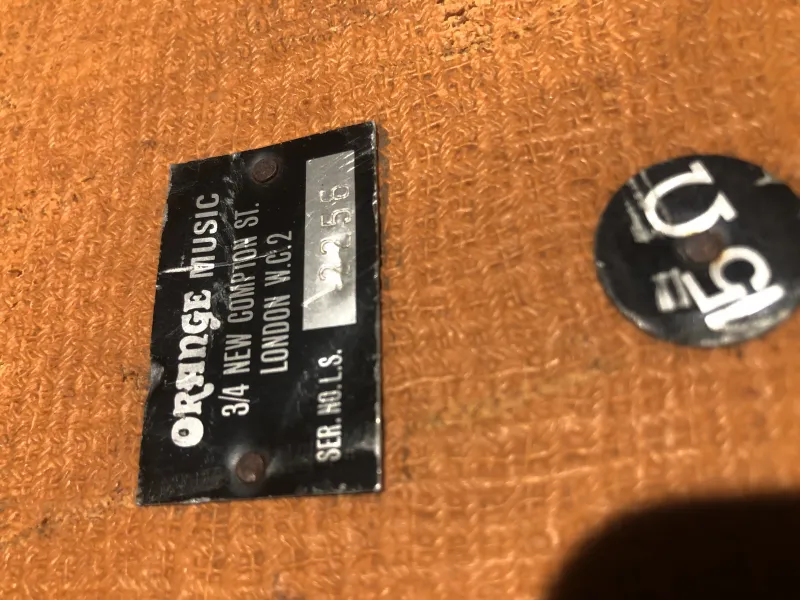 ORANGE MUSIC
3/4 NEW COMPTON ST.
LONDON W.C.2
SER. NO. L.S. 2256
15